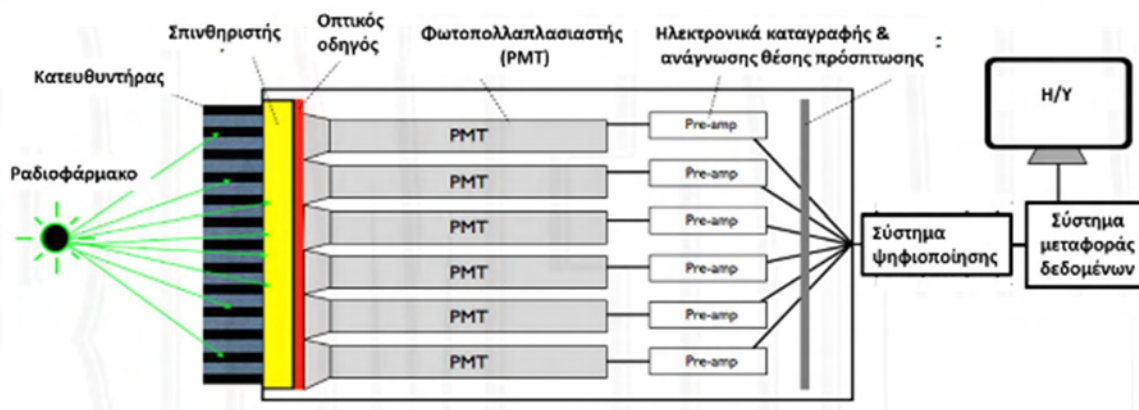 Σπινθηριστής
Οπτικός
οδηγός
Φωτοπολλαπλασιαστής
(PMT)
Ηλεκτρονικά καταγραφής &
ανάγνωσης θέσης πρόσπτωσης
Κατευθυντήρας
Ραδιοφάρμακο
PMT
Pre-amp
PMT
Pre-amp
PMT
Pre-amp
PMT
Pre-amp
PMT
Pre-amp
PMT
Pre-amp
Σύστημα
ψηφιοποίησης
Σύστημα
μεταφοράς
δεδομένων
Η/Υ